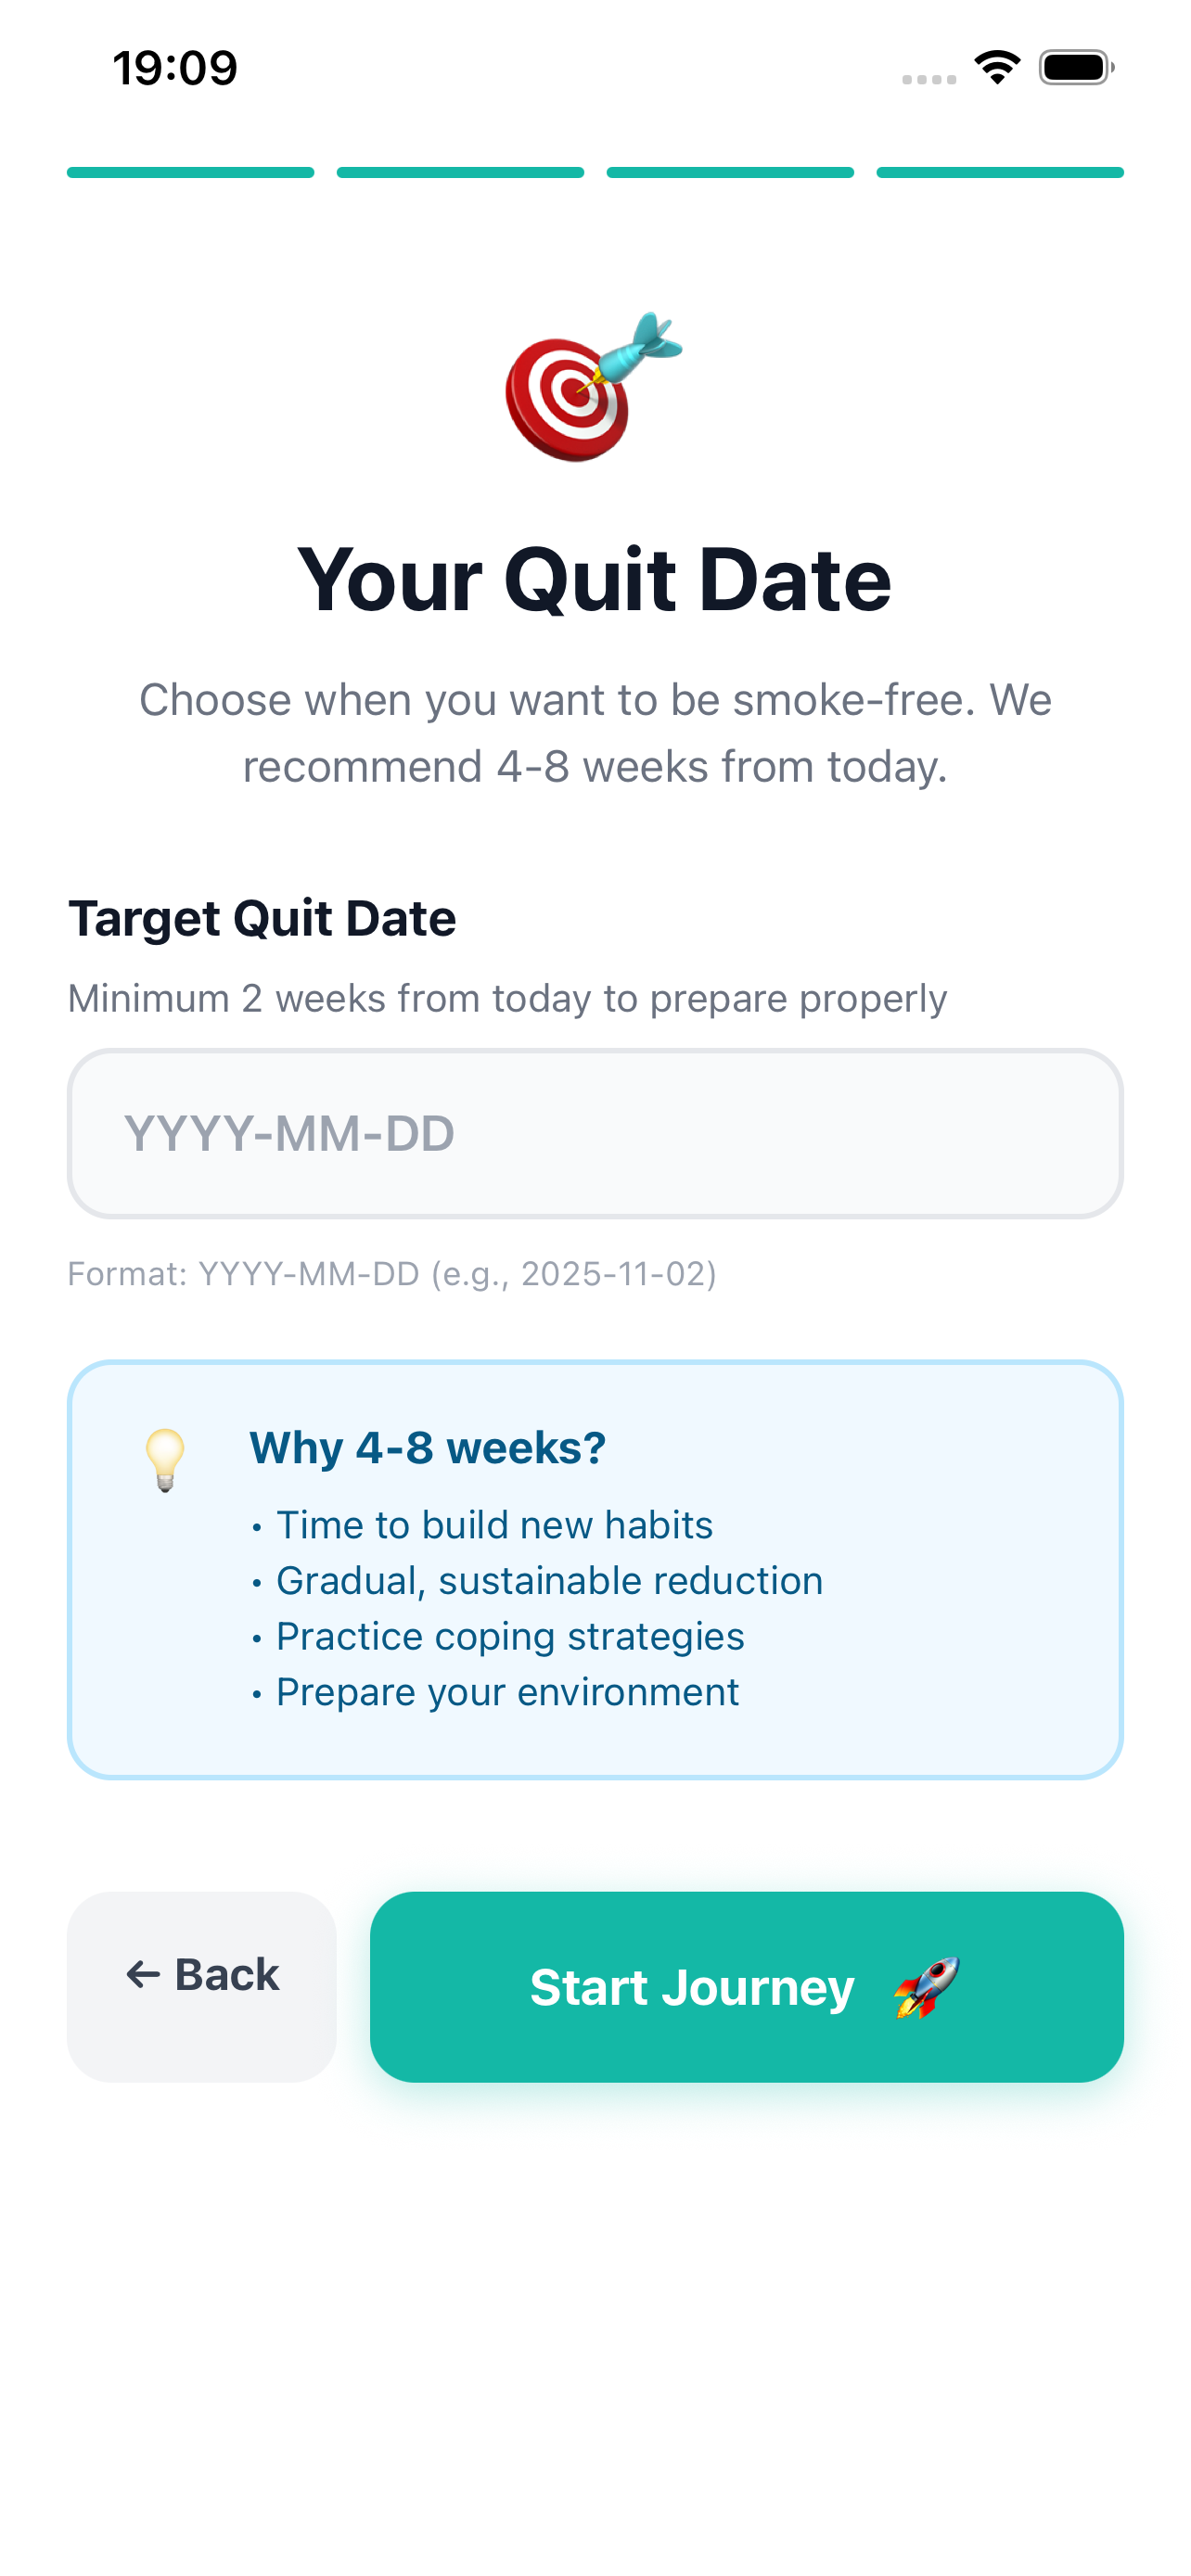 19:09
Your Quit Date
Choose when you want to be smoke-free. We
recommend 4-8 weeks from today.
Target Quit Date
Minimum 2 weeks from today to prepare properly
YYYY-MM-DD
Format: YYYY-MM-DD (e.g., 2025-11-02)
Why 4-8 weeks?
• Time to build new habits
• Gradual, sustainable reduction
• Practice coping strategies
• Prepare your environment
← Back
Start Journey 🚀